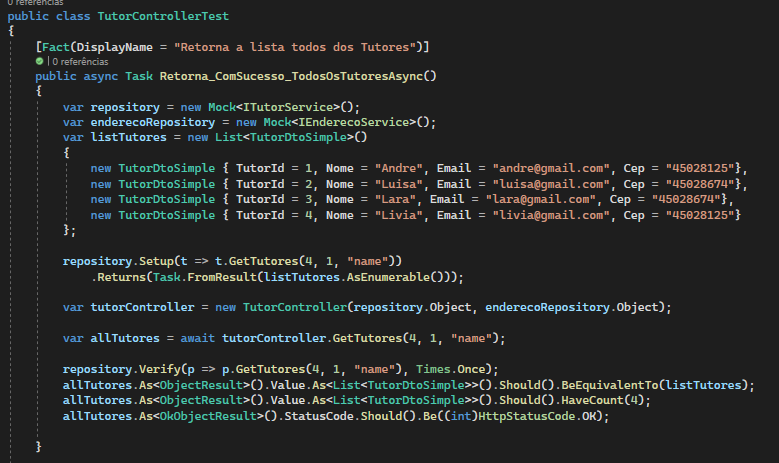 0 referências
public class TutorControllerTest
{
[Fact(DisplayName = "Retorna a lista todos dos Tutores")]
| 0 referências
public async Task Retorna_ComSucesso_TodosOsTutoresAsync()
{
var repository = new Mock<ITutorService>();
var enderecoRepository = new Mock<IEnderecoService>();
var listTutores = new List<TutorDtoSimple>()
{
new TutorDtoSimple { TutorId = 1, Nome = "Andre", Email = "andre@gmail.com", Cep = "45028125"},
new TutorDtoSimple { TutorId = 2, Nome = "Luisa", Email = "luisa@gmail.com", Cep = "45028674"},
new TutorDtoSimple { TutorId = 3, Nome = "Lara", Email = "lara@gmail.com", Cep = "45028674"},
new TutorDtoSimple { TutorId = 4, Nome = "Livia", Email = "livia@gmail.com", Cep = "45028125"}
};
repository.Setup(t => t.GetTutores(4, 1, "name"))
.Returns(Task.FromResult(listTutores.AsEnumerable()));
var tutorController = new TutorController(repository.Object, enderecoRepository.Object);
var allTutores = await tutorController.GetTutores(4, 1, "name");
repository.Verify(p => p.GetTutores(4, 1, "name"), Times.Once);
allTutores.As<ObjectResult>().Value.As<List<TutorDtoSimple>>().Should().BeEquivalentTo(listTutores);
allTutores.As<ObjectResult>().Value.As<List<TutorDtoSimple>>().Should().HaveCount(4);
allTutores.As<OkObjectResult>().StatusCode.Should().Be((int)HttpStatusCode.OK);
}